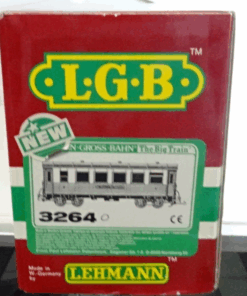 L·G·B
TM
NEW
N-GROSS-BAHN
The Big Train
3264
CE
Made in
W.-Germany
by
LEHMANN
TM